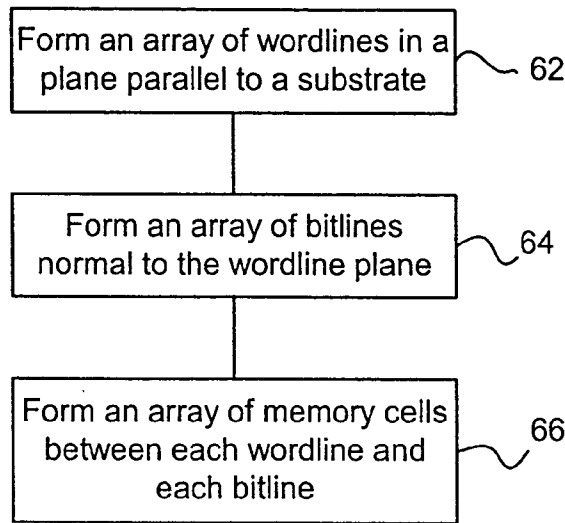 Form an array of wordlines in a
plane parallel to a substrate
62
Form an array of bitlines
normal to the wordline plane
64
Form an array of memory cells
between each wordline and
each bitline
66